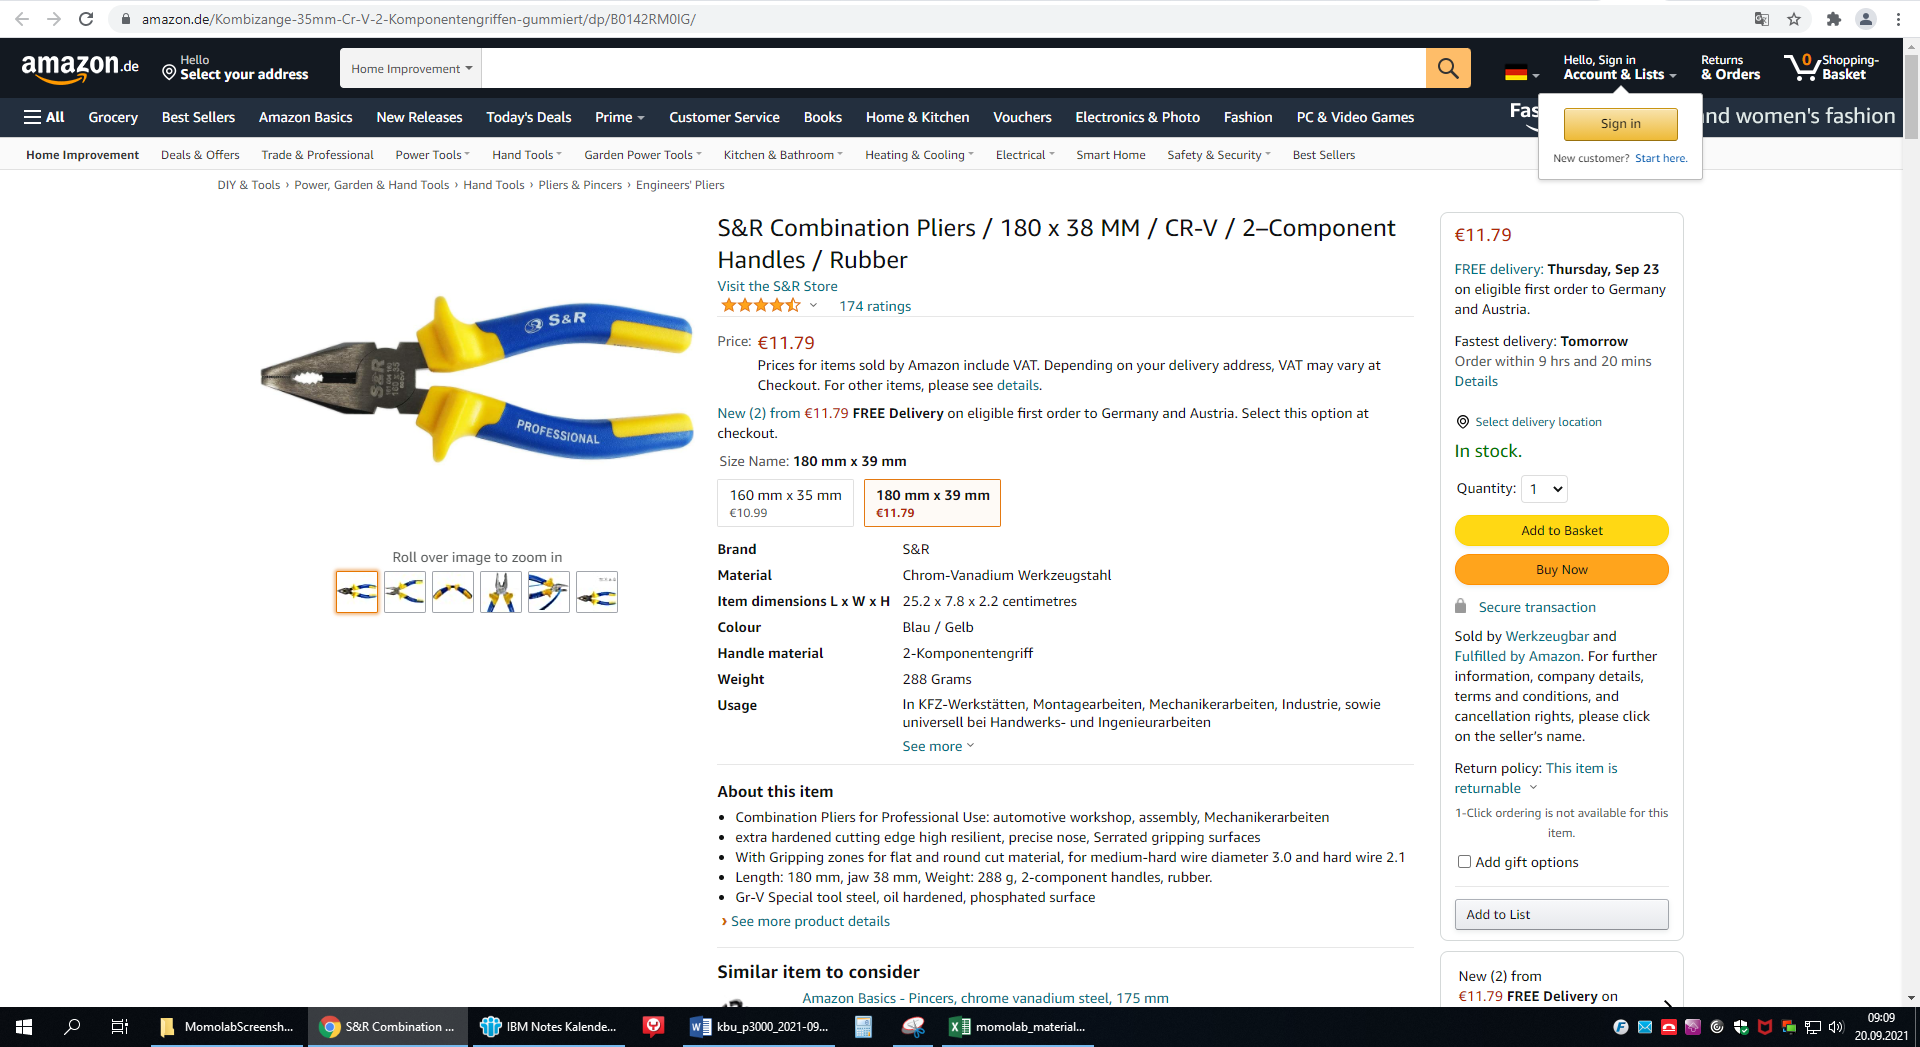 amazon.de/Kombizange-35mm-Cr-V-2-Komponentengriffen-gummiert/dp/B0142RM0IG/
amazon.de
Hello
Select your address
Home Improvement
Hello, Sign in
Account & Lists
Returns
& Orders
0
Shopping-
Basket
All
Grocery
Best Sellers
Amazon Basics
New Releases
Today's Deals
Prime
Customer Service
Books
Home & Kitchen
Vouchers
Electronics & Photo
Fashion
PC & Video Games
Fas
nd women's fashion
Sign in
New customer? Start here.
Home Improvement
Deals & Offers
Trade & Professional
Power Tools
Hand Tools
Garden Power Tools
Kitchen & Bathroom
Heating & Cooling
Electrical
Smart Home
Safety & Security
Best Sellers
DIY & Tools › Power, Garden & Hand Tools › Hand Tools › Pliers & Pincers › Engineers' Pliers
S&R
S&R
180 x 35
PROFESSIONAL
Roll over image to zoom in
S&R Combination Pliers / 180 x 38 MM / CR-V / 2–Component
Handles / Rubber
Visit the S&R Store
174 ratings
Price: €11.79
Prices for items sold by Amazon include VAT. Depending on your delivery address, VAT may vary at
Checkout. For other items, please see details.
New (2) from €11.79 FREE Delivery on eligible first order to Germany and Austria. Select this option at
checkout.
Size Name: 180 mm x 39 mm
160 mm x 35 mm
€10.99
180 mm x 39 mm
€11.79
Brand S&R
Material Chrom-Vanadium Werkzeugstahl
Item dimensions L x W x H 25.2 x 7.8 x 2.2 centimetres
Colour Blau / Gelb
Handle material 2-Komponentengriff
Weight 288 Grams
Usage In KFZ-Werkstätten, Montagearbeiten, Mechanikerarbeiten, Industrie, sowie
universell bei Handwerks- und Ingenieurarbeiten
See more
About this item
• Combination Pliers for Professional Use: automotive workshop, assembly, Mechanikerarbeiten
• extra hardened cutting edge high resilient, precise nose, Serrated gripping surfaces
• With Gripping zones for flat and round cut material, for medium-hard wire diameter 3.0 and hard wire 2.1
• Length: 180 mm, jaw 38 mm, Weight: 288 g, 2-component handles, rubber.
• Gr-V Special tool steel, oil hardened, phosphated surface
› See more product details
Similar item to consider
Amazon Basics - Pincers, chrome vanadium steel, 175 mm
€11.79
FREE delivery: Thursday, Sep 23
on eligible first order to Germany
and Austria.
Fastest delivery: Tomorrow
Order within 9 hrs and 20 mins
Details
Select delivery location
In stock.
Quantity: 1
Add to Basket
Buy Now
Secure transaction
Sold by Werkzeugbar and
Fulfilled by Amazon. For further
information, company details,
terms and conditions, and
cancellation rights, please click
on the seller's name.
Return policy: This item is
returnable
1-Click ordering is not available for this
item.
Add gift options
Add to List
New (2) from
€11.79 FREE Delivery on
MomolabScreensh...
S&R Combination ...
IBM Notes Kalende...
kbu_p3000_2021-09...
momolab_material...
09:09
20.09.2021